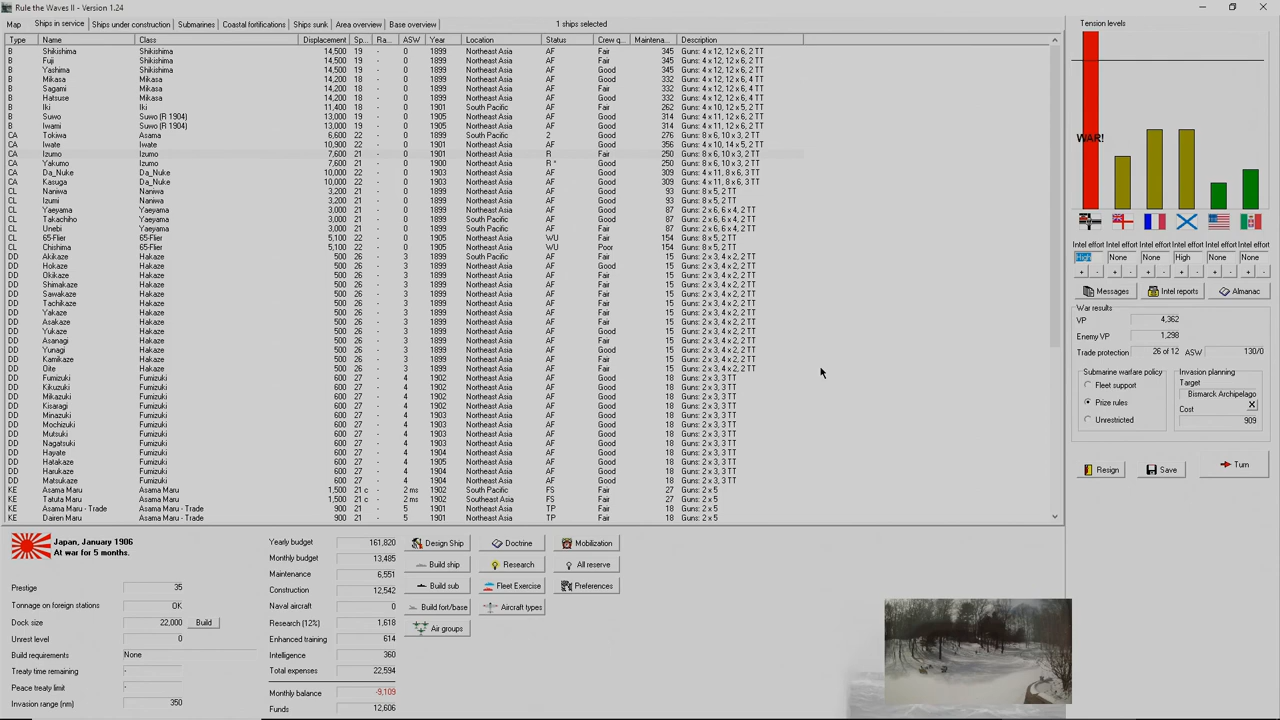 Rule the Waves II - Version 1.24
Map Ships in service Ships under construction Submarines Coastal fortifications Ships sunk Area overview Base overview 1 ships selected
Type Name Class Displacement Sp... Ra... ASW Year Location Status Crew q... Maintena... Description
B Shikishima Shikishima 14,500 19 - 0 1899 Northeast Asia AF Fair 345 Guns: 4 x 12, 12 x 6, 2 TT
B Fuji Shikishima 14,500 19 - 0 1899 Northeast Asia AF Fair 345 Guns: 4 x 12, 12 x 6, 2 TT
B Yashima Shikishima 14,500 19 - 0 1899 Northeast Asia AF Good 345 Guns: 4 x 12, 12 x 6, 2 TT
B Mikasa Mikasa 14,200 18 - 0 1899 Northeast Asia AF Good 332 Guns: 4 x 12, 12 x 6, 4 TT
B Sagami Mikasa 14,200 18 - 0 1899 Northeast Asia AF Fair 332 Guns: 4 x 12, 12 x 6, 4 TT
B Hatsuse Mikasa 14,200 18 - 0 1899 Northeast Asia AF Good 332 Guns: 4 x 12, 12 x 6, 4 TT
B Iki Iki 11,400 18 - 0 1901 South Pacific AF Fair 262 Guns: 4 x 10, 12 x 5, 2 TT
B Suwo Suwo (R 1904) 13,000 19 - 0 1905 Northeast Asia AF Good 314 Guns: 4 x 11, 12 x 6, 2 TT
B Iwami Suwo (R 1904) 13,000 19 - 0 1905 Northeast Asia AF Good 314 Guns: 4 x 11, 12 x 6, 2 TT
CA Tokiwa Asama 6,600 22 - 0 1899 South Pacific 2 Good 276 Guns: 8 x 6, 10 x 3, 2 TT
CA Iwate Iwate 10,900 22 - 0 1901 Northeast Asia AF Good 356 Guns: 4 x 10, 14 x 5, 2 TT
CA Izumo Izumo 7,600 21 - 0 1901 Northeast Asia R Fair 250 Guns: 8 x 6, 10 x 3, 2 TT
CA Yakumo Izumo 7,600 21 - 0 1900 Northeast Asia R * Good 250 Guns: 8 x 6, 10 x 3, 2 TT
CA Da_Nuke Da_Nuke 10,000 22 - 0 1903 Northeast Asia AF Good 309 Guns: 4 x 11, 8 x 6, 3 TT
CA Kasuga Da_Nuke 10,000 22 - 0 1903 Northeast Asia AF Good 309 Guns: 4 x 11, 8 x 6, 3 TT
CL Naniwa Naniwa 3,200 21 - 0 1899 Northeast Asia AF Good 93 Guns: 8 x 5, 2 TT
CL Izumi Naniwa 3,200 21 - 0 1899 Northeast Asia AF Good 93 Guns: 8 x 5, 2 TT
CL Yaeyama Yaeyama 3,000 21 - 0 1899 Northeast Asia AF Fair 87 Guns: 2 x 6, 6 x 4, 2 TT
CL Takachiho Yaeyama 3,000 21 - 0 1899 South Pacific AF Fair 87 Guns: 2 x 6, 6 x 4, 2 TT
CL Unebi Yaeyama 3,000 21 - 0 1899 South Pacific AF Fair 87 Guns: 2 x 6, 6 x 4, 2 TT
CL 65-Flier 65-Flier 5,100 22 - 0 1905 Northeast Asia WU Fair 154 Guns: 8 x 5, 2 TT
CL Chishima 65-Flier 5,100 22 - 0 1905 Northeast Asia WU Poor 154 Guns: 8 x 5, 2 TT
DD Akikaze Hakaze 500 26 - 3 1899 South Pacific AF Fair 15 Guns: 2 x 3, 4 x 2, 2 TT
DD Hokaze Hakaze 500 26 - 3 1899 Northeast Asia AF Good 15 Guns: 2 x 3, 4 x 2, 2 TT
DD Okikaze Hakaze 500 26 - 3 1899 Northeast Asia AF Fair 15 Guns: 2 x 3, 4 x 2, 2 TT
DD Shimakaze Hakaze 500 26 - 3 1899 Northeast Asia AF Good 15 Guns: 2 x 3, 4 x 2, 2 TT
DD Sawakaze Hakaze 500 26 - 3 1899 Northeast Asia AF Fair 15 Guns: 2 x 3, 4 x 2, 2 TT
DD Tachikaze Hakaze 500 26 - 3 1899 Northeast Asia AF Fair 15 Guns: 2 x 3, 4 x 2, 2 TT
DD Yakaze Hakaze 500 26 - 3 1899 Northeast Asia AF Good 15 Guns: 2 x 3, 4 x 2, 2 TT
DD Asakaze Hakaze 500 26 - 3 1899 Northeast Asia AF Fair 15 Guns: 2 x 3, 4 x 2, 2 TT
DD Yukaze Hakaze 500 26 - 3 1899 Northeast Asia AF Good 15 Guns: 2 x 3, 4 x 2, 2 TT
DD Asanagi Hakaze 500 26 - 3 1899 Northeast Asia AF Fair 15 Guns: 2 x 3, 4 x 2, 2 TT
DD Yunagi Hakaze 500 26 - 3 1899 Northeast Asia AF Good 15 Guns: 2 x 3, 4 x 2, 2 TT
DD Kamikaze Hakaze 500 26 - 3 1899 Northeast Asia AF Fair 15 Guns: 2 x 3, 4 x 2, 2 TT
DD Oite Hakaze 500 26 - 3 1899 Northeast Asia AF Fair 15 Guns: 2 x 3, 4 x 2, 2 TT
DD Fumizuki Fumizuki 600 26 - 4 1902 Northeast Asia AF Good 18 Guns: 2 x 3, 3 TT
DD Kikuzuki Fumizuki 600 26 - 4 1902 Northeast Asia AF Good 18 Guns: 2 x 3, 3 TT
DD Mikazuki Fumizuki 600 26 - 4 1902 Northeast Asia AF Good 18 Guns: 2 x 3, 3 TT
DD Kisaragi Fumizuki 600 26 - 4 1902 Northeast Asia AF Good 18 Guns: 2 x 3, 3 TT
DD Minazuki Fumizuki 600 26 - 4 1903 Northeast Asia AF Good 18 Guns: 2 x 3, 3 TT
DD Mochizuki Fumizuki 600 26 - 4 1903 Northeast Asia AF Good 18 Guns: 2 x 3, 3 TT
DD Mutsuki Fumizuki 600 26 - 4 1903 Northeast Asia AF Good 18 Guns: 2 x 3, 3 TT
DD Nagatsuki Fumizuki 600 26 - 4 1903 Northeast Asia AF Good 18 Guns: 2 x 3, 3 TT
DD Hayate Fumizuki 600 26 - 4 1904 Northeast Asia AF Good 18 Guns: 2 x 3, 3 TT
DD Hatakaze Fumizuki 600 26 - 4 1904 Northeast Asia AF Fair 18 Guns: 2 x 3, 3 TT
DD Harukaze Fumizuki 600 26 - 4 1904 Northeast Asia AF Fair 18 Guns: 2 x 3, 3 TT
DD Matsukaze Fumizuki 600 26 - 4 1904 Northeast Asia AF Good 18 Guns: 2 x 3, 3 TT
KE Asama Maru Asama Maru 1,500 21 c - 2 ms 1902 South Pacific FS Fair 27 Guns: 2 x 5
KE Tatuta Maru Asama Maru 1,500 21 c - 2 ms 1902 Southeast Asia FS Fair 27 Guns: 2 x 5
KE Asama Maru - Trade Asama Maru - Trade 900 21 - 5 1901 Northeast Asia TP Fair 18 Guns: 2 x 5
KE Dairen Maru Asama Maru - Trade 900 21 - 5 1901 Northeast Asia TP Fair 18 Guns: 2 x 5
Tension levels
WAR!
Intel effort Intel effort Intel effort Intel effort Intel effort Intel effort
High None None High None None
+ - + - + - + - + - + -
Messages Intel reports Almanac
War results
VP 4,362
Enemy VP 1,298
Trade protection 26 of 12 ASW 130/0
Submarine warfare policy
Fleet support
Prize rules
Unrestricted
Invasion planning
Target
Bismarck Archipelago
Cost X
909
Resign Save Turn
Japan, January 1906
At war for 5 months.
Prestige 35
Tonnage on foreign stations OK
Dock size 22,000 Build
Unrest level 0
Build requirements None
Treaty time remaining -
Peace treaty limit -
Invasion range (nm) 350
Yearly budget 161,820
Monthly budget 13,485
Maintenance 6,551
Construction 12,542
Naval aircraft 0
Research (12%) 1,618
Enhanced training 614
Intelligence 360
Total expenses 22,594
Monthly balance -9,109
Funds 12,606
Design Ship Doctrine Mobilization
Build ship Research All reserve
Build sub Fleet Exercise Preferences
Build fort/base Aircraft types
Air groups